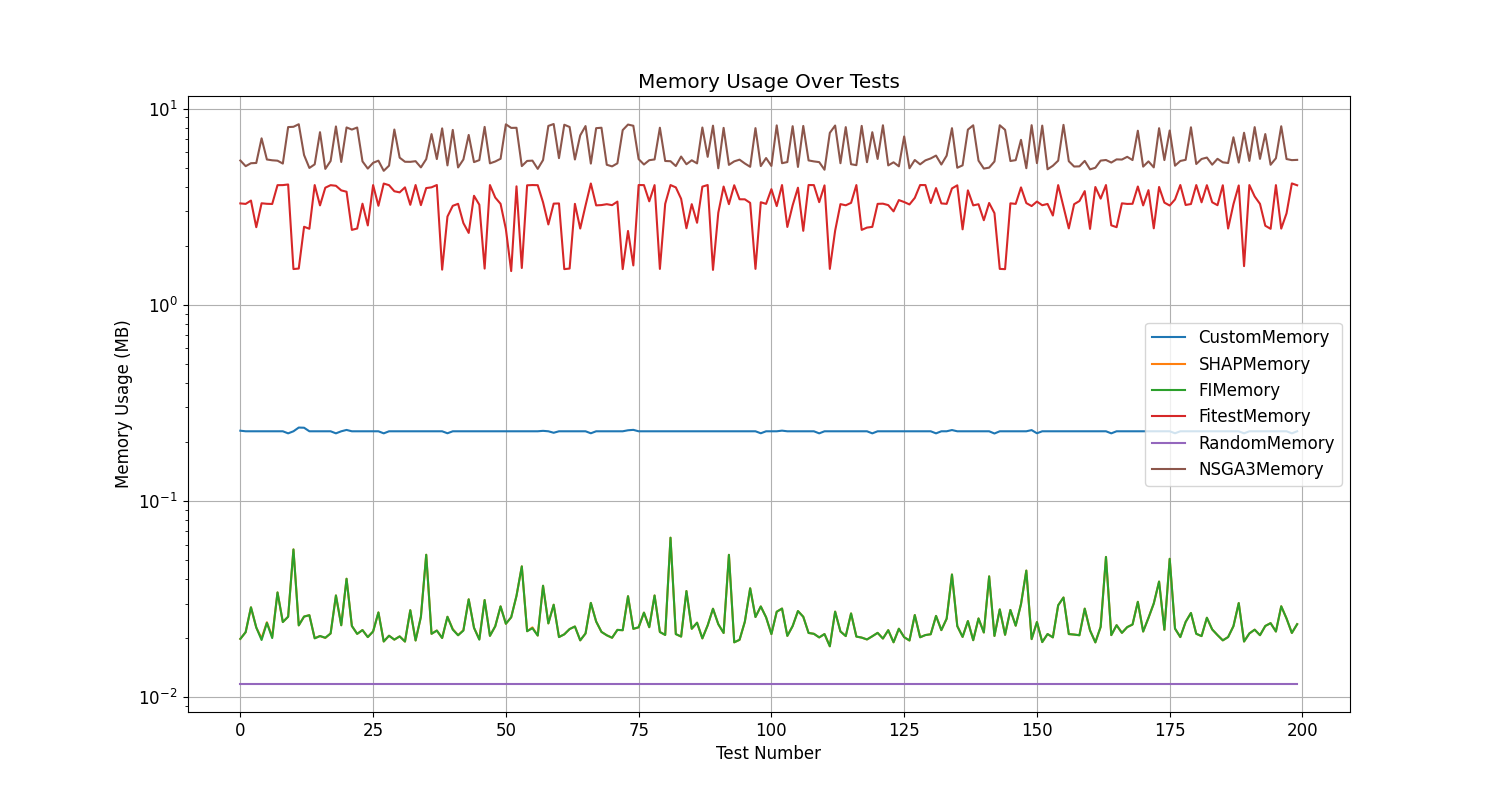 Memory Usage Over Tests
Memory Usage (MB)
10¹
10⁰
10⁻¹
10⁻²
CustomMemory
SHAPMemory
FIMemory
FitestMemory
RandomMemory
NSGA3Memory
0 25 50 75 100 125 150 175 200
Test Number